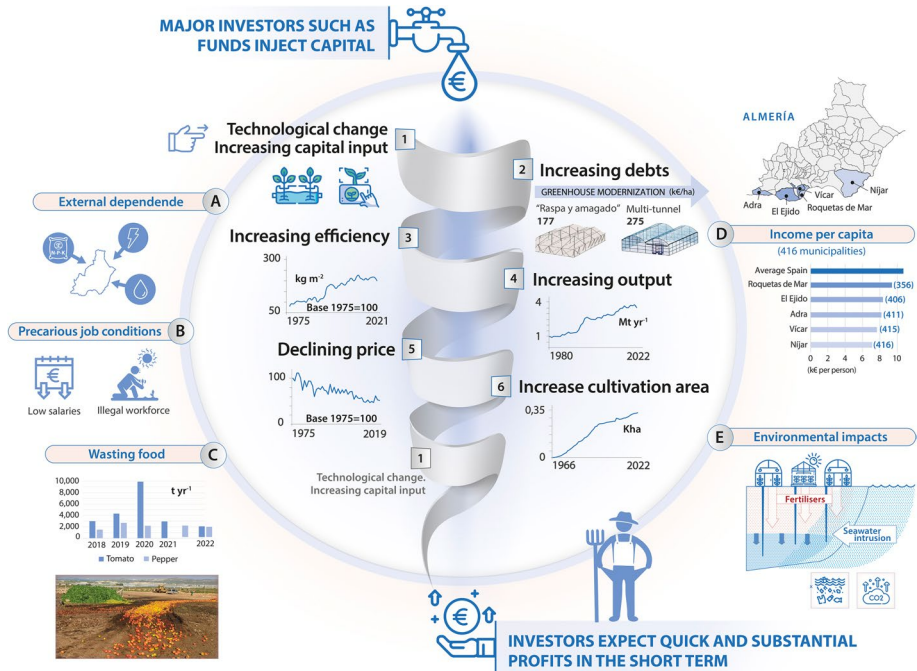 MAJOR INVESTORS SUCH AS
FUNDS INJECT CAPITAL
€
Technological change
Increasing capital input
1
2
Increasing debts
GREENHOUSE MODERNIZATION (k€/ha)
"Raspa y amagado"
177
Multi-tunnel
275
Increasing efficiency
3
300
kg m-2
Base 1975=100
50
1975
2021
4
Increasing output
4
Mt yr-1
1
1980
2022
Declining price
5
100
0
Base 1975=100
1975
2019
6
Increase cultivation area
0,35
Kha
0
1966
2022
1
Technological change.
Increasing capital input
External dependende
A
N P K
Precarious job conditions
B
Low salaries
Illegal workforce
Wasting food
C
10,000
8,000
6,000
4,000
2,000
t yr-1
2018
2019
2020
2021
2022
Tomato
Pepper
ALMERÍA
Adra
El Ejido
Vícar
Roquetas de Mar
Níjar
D
Income per capita
(416 municipalities)
Average Spain
Roquetas de Mar
(356)
El Ejido
(406)
Adra
(411)
Vícar
(415)
Níjar
(416)
0 2 4 6 8 10
(k€ per person)
E
Environmental impacts
Fertilisers
Seawater
intrusion
CO2
€
INVESTORS EXPECT QUICK AND SUBSTANTIAL
PROFITS IN THE SHORT TERM